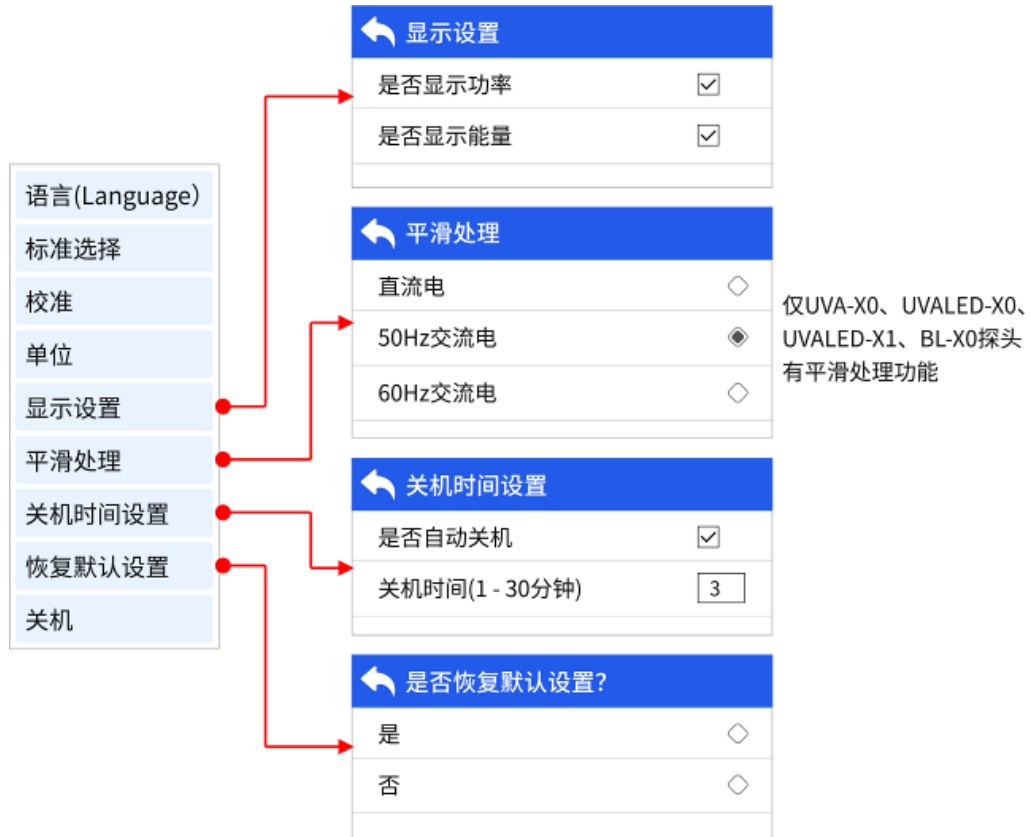 语言(Language）
标准选择
校准
单位
显示设置
平滑处理
关机时间设置
恢复默认设置
关机
显示设置
是否显示功率
是否显示能量
平滑处理
直流电
50Hz交流电
60Hz交流电
仅UVA-X0、UVALED-X0、
UVALED-X1、BL-X0探头
有平滑处理功能
关机时间设置
是否自动关机
关机时间(1 - 30分钟)
3
是否恢复默认设置?
是
否